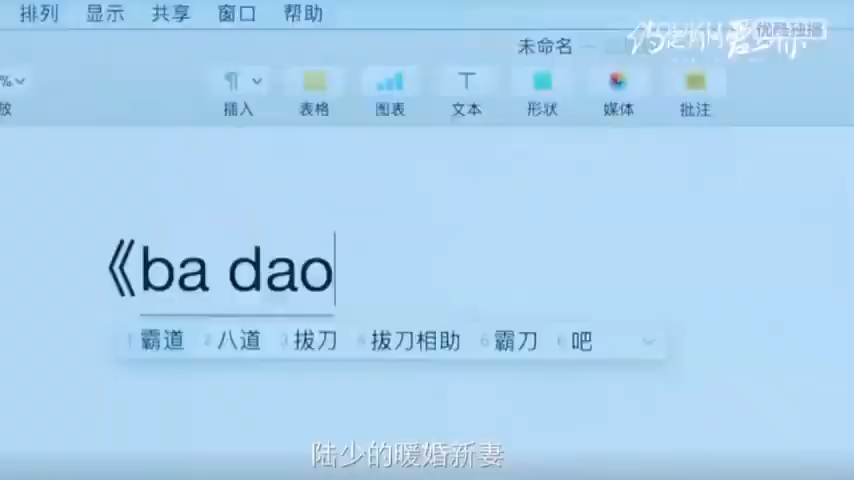 排列 显示 共享 窗口 帮助
优酷独播
未命名
%
放 插入 表格 图表 文本 形状 媒体 批注
《ba dao
1 霸道 2 八道 3 拔刀 4 拔刀相助 5 霸刀 6 吧
陆少的暖婚新妻